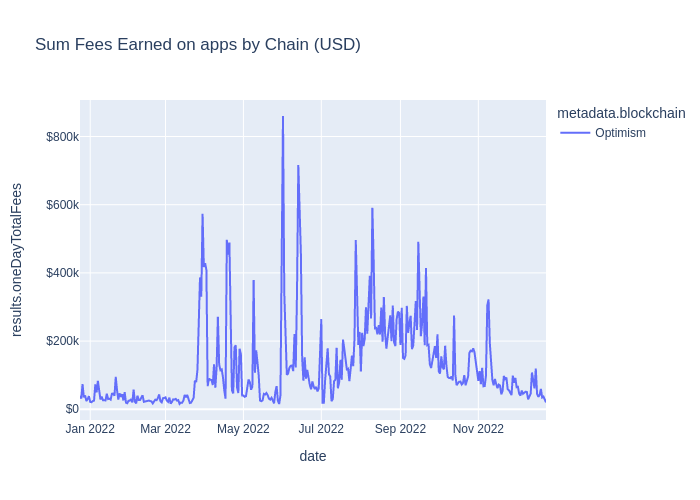 Sum Fees Earned on apps by Chain (USD)
metadata.blockchain
Optimism
results.oneDayTotalFees
$800k
$600k
$400k
$200k
$0
Jan 2022
Mar 2022
May 2022
Jul 2022
Sep 2022
Nov 2022
date